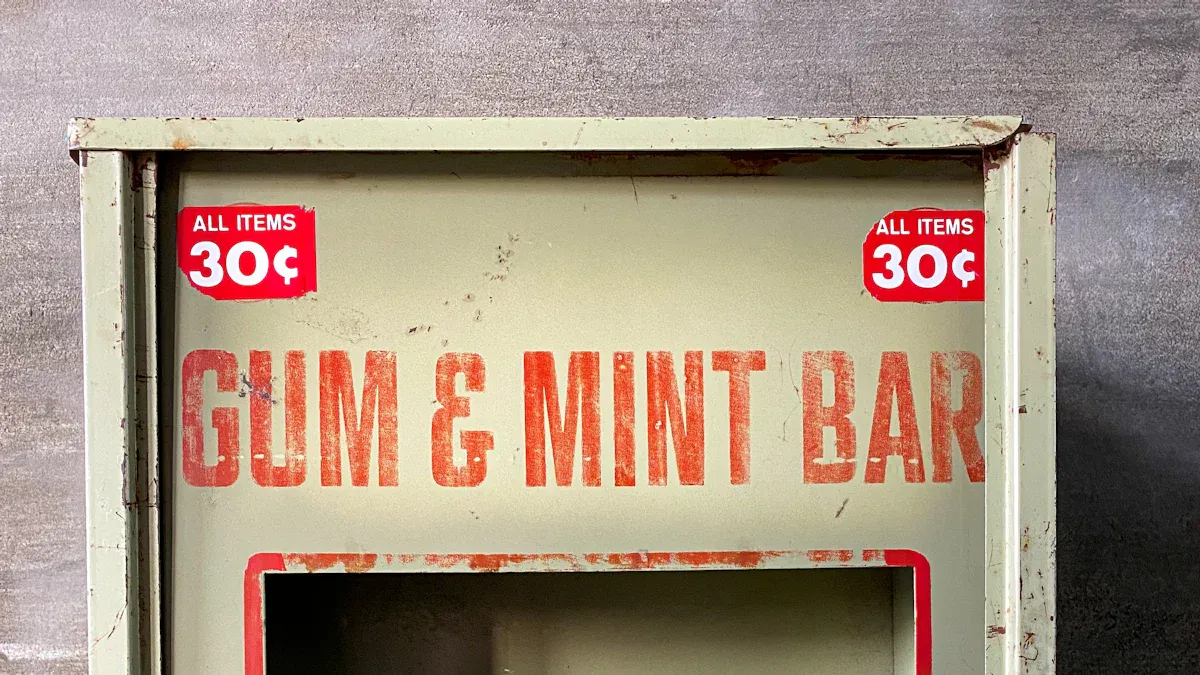 ALL ITEMS
30¢
ALL ITEMS
30¢
GUM & MINT BAR